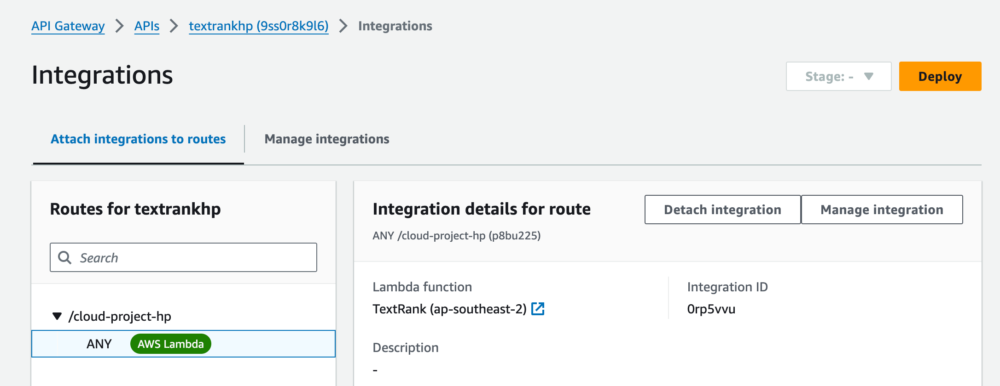 API Gateway > APIs > textrankhp (9ss0r8k9l6) > Integrations
Integrations
Stage: -
Deploy
Attach integrations to routes
Manage integrations
Routes for textrankhp
Search
/cloud-project-hp
ANY AWS Lambda
Integration details for route
Detach integration
Manage integration
ANY /cloud-project-hp (p8bu225)
Lambda function
TextRank (ap-southeast-2)
Integration ID
0rp5vvu
Description
-